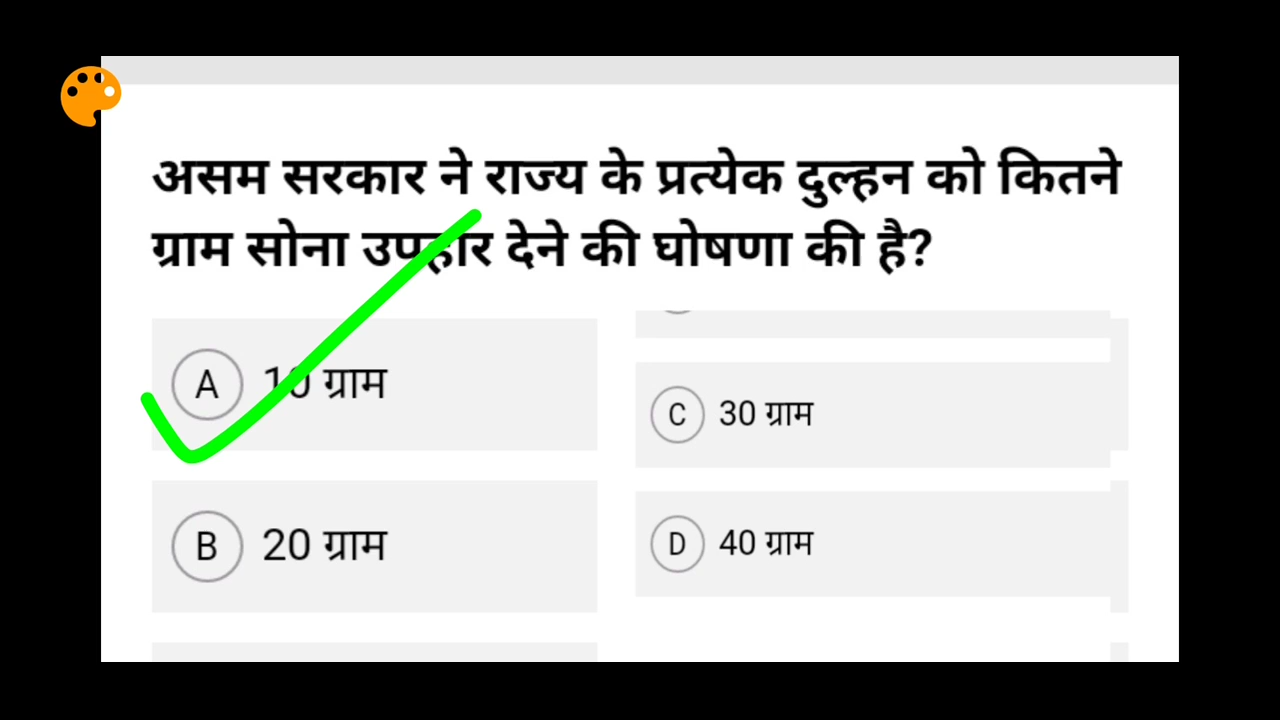 असम सरकार ने राज्य के प्रत्येक दुल्हन को कितने
ग्राम सोना उपहार देने की घोषणा की है?
A 10 ग्राम
B 20 ग्राम
C 30 ग्राम
D 40 ग्राम